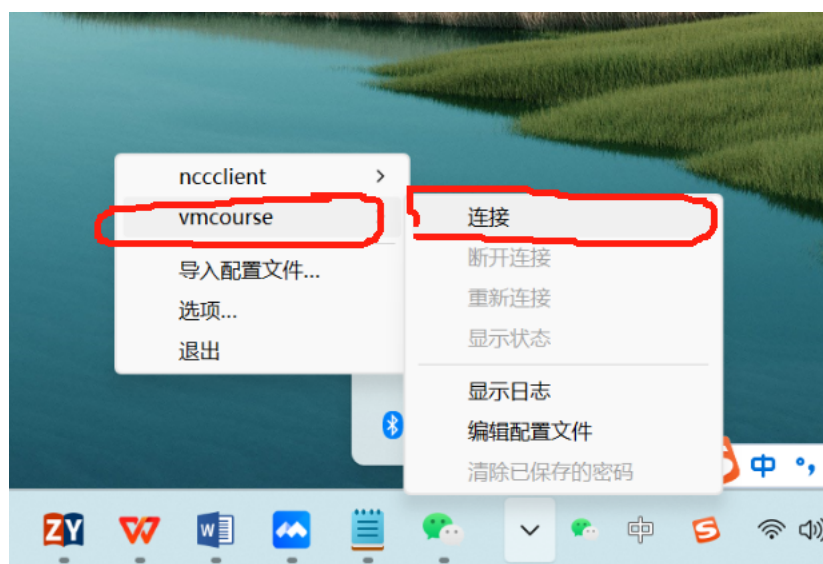 nccclient
vmcourse
导入配置文件...
选项...
退出
连接
断开连接
重新连接
显示状态
显示日志
编辑配置文件
清除已保存的密码
中 °,
ZY
W
中
S